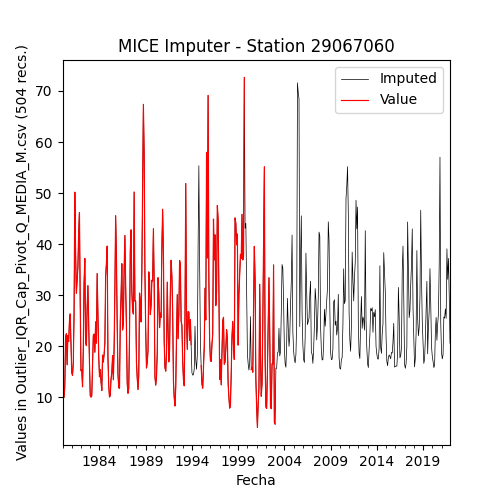 MICE Imputer - Station 29067060
Values in Outlier_IQR_Cap_Pivot_Q_MEDIA_M.csv (504 recs.)
Imputed
Value
70
60
50
40
30
20
10
1984 1989 1994 1999 2004 2009 2014 2019
Fecha